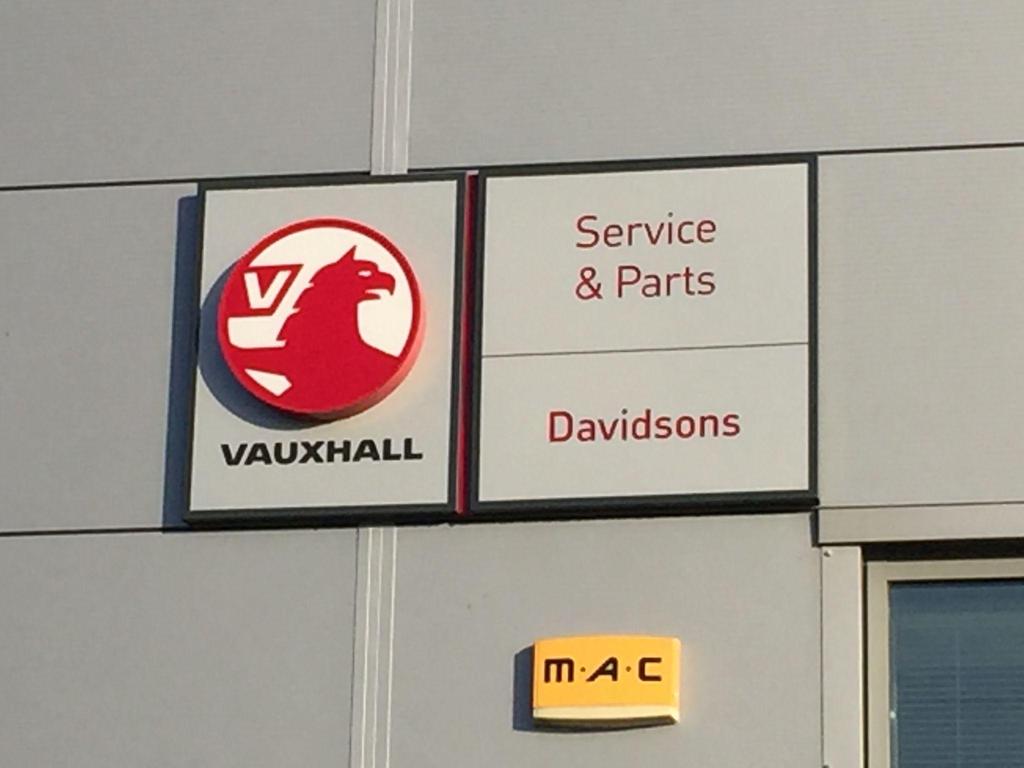 V
VAUXHALL
Service
& Parts
Davidsons
M·A·C